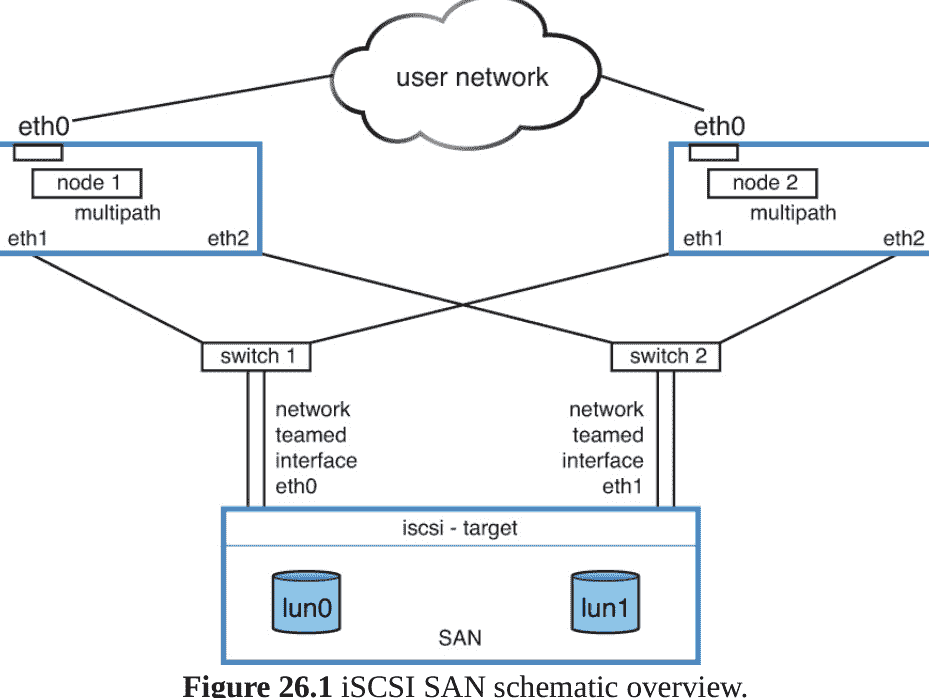 user network
eth0
eth0
node 1
multipath
eth1
eth2
node 2
multipath
eth1
eth2
switch 1
switch 2
network
teamed
interface
eth0
network
teamed
interface
eth1
iscsi - target
lun0
lun1
SAN
Figure 26.1 iSCSI SAN schematic overview.